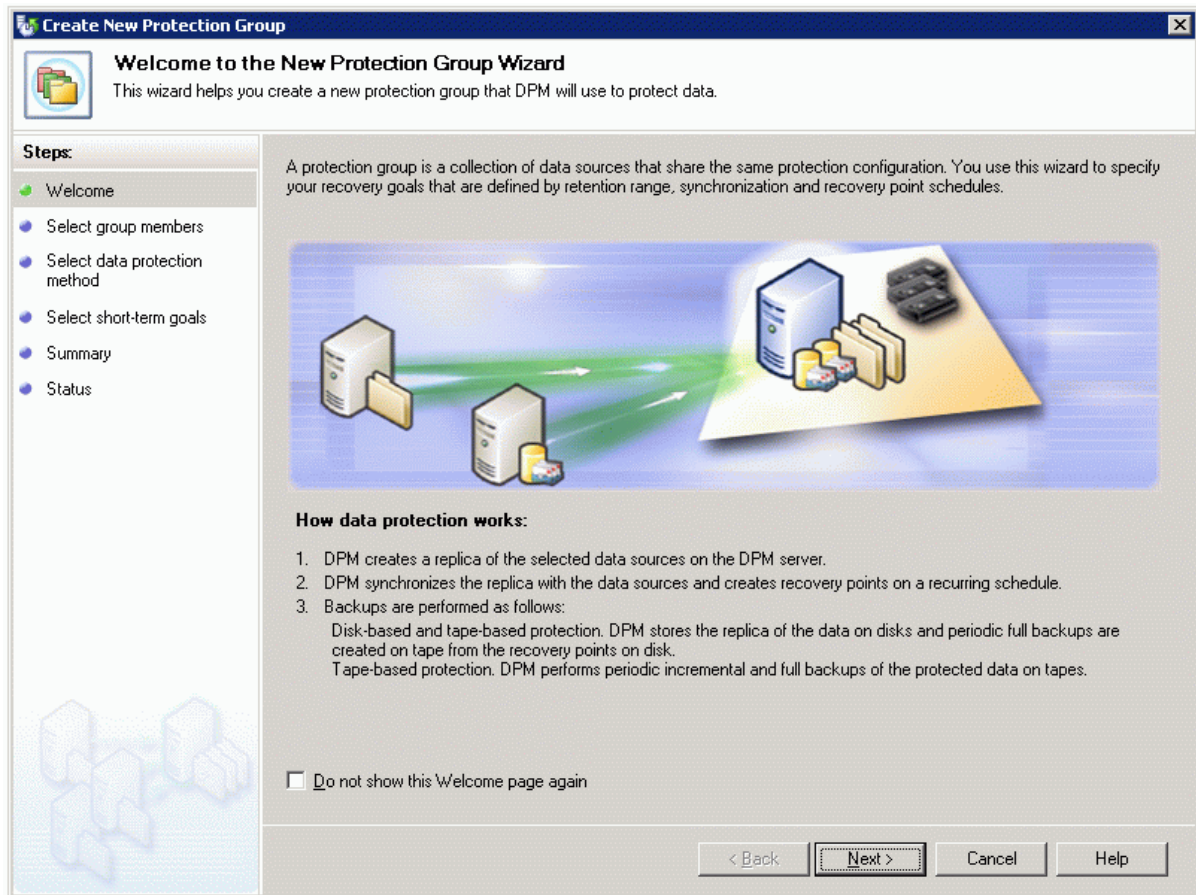 Create New Protection Group
Welcome to the New Protection Group Wizard
This wizard helps you create a new protection group that DPM will use to protect data.
Steps:
Welcome
Select group members
Select data protection
method
Select short-term goals
Summary
Status
A protection group is a collection of data sources that share the same protection configuration. You use this wizard to specify
your recovery goals that are defined by retention range, synchronization and recovery point schedules.
How data protection works:
1. DPM creates a replica of the selected data sources on the DPM server.
2. DPM synchronizes the replica with the data sources and creates recovery points on a recurring schedule.
3. Backups are performed as follows:
Disk-based and tape-based protection. DPM stores the replica of the data on disks and periodic full backups are
created on tape from the recovery points on disk.
Tape-based protection. DPM performs periodic incremental and full backups of the protected data on tapes.
Do not show this Welcome page again
< Back Next > Cancel Help